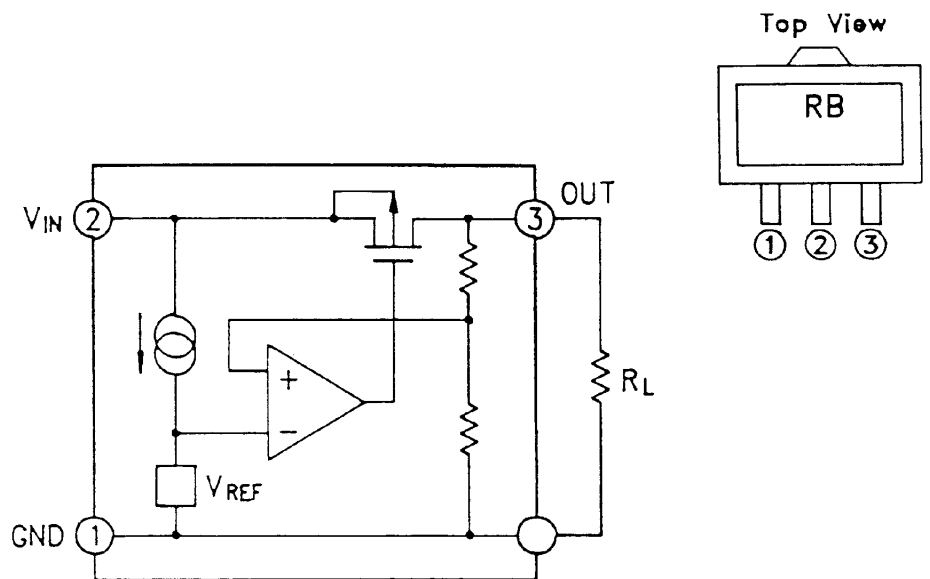 Top View
RB
① ② ③
V_IN ② ③ OUT
+
−
R_L
V_REF
GND ①